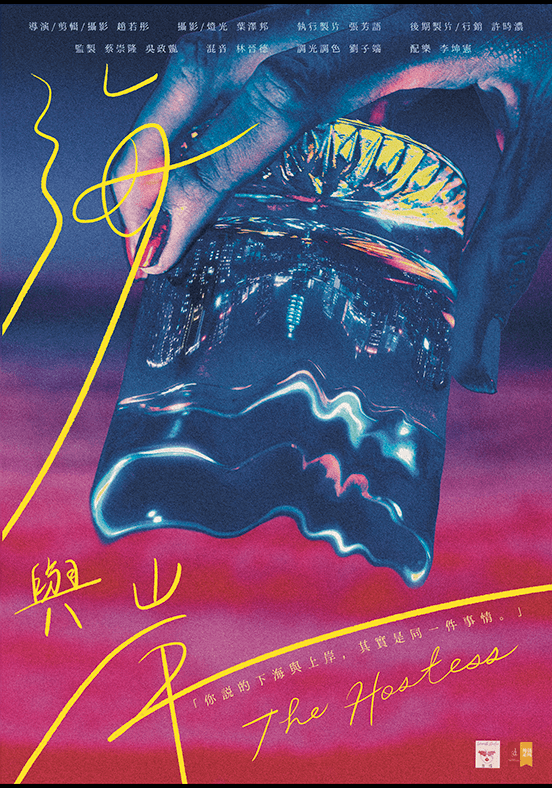 導演/剪輯/攝影 趙若彤 攝影/燈光 葉澤邦 執行製片 張芳語 後期製片/行銷 許時濃
監製 蔡崇隆 吳政 混音 林晉德 調光調色 劉子端 配樂 李坤憲
海
與岸
「你說的下海與上岸,其實是同一件事情。」
The Hostess